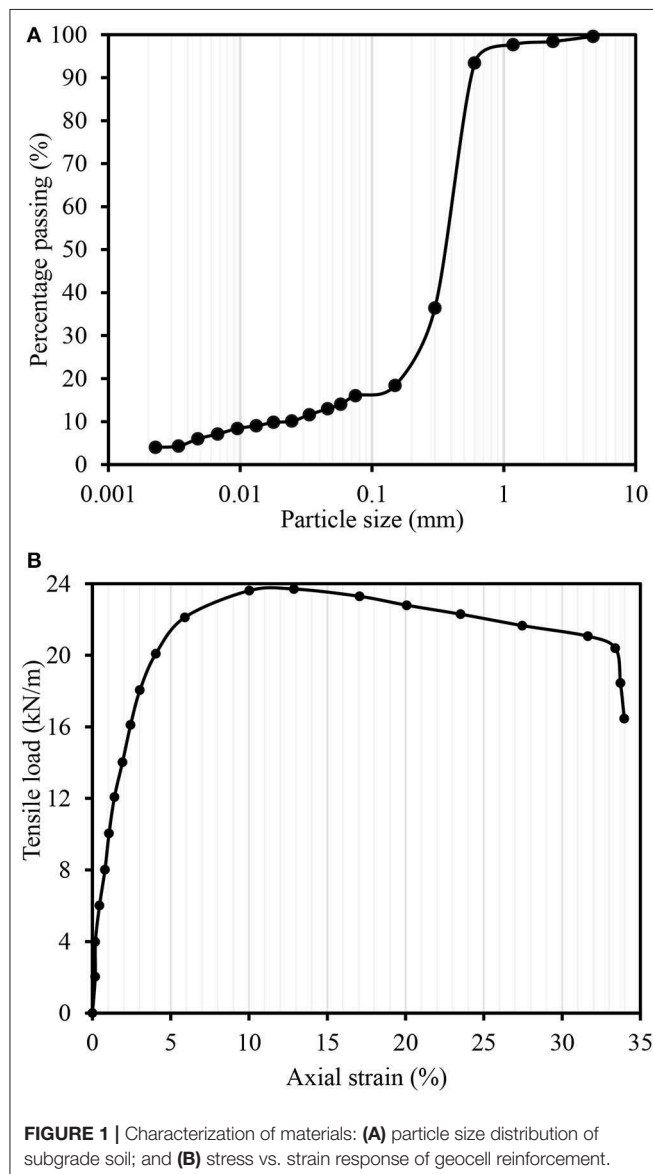 A
100
90
80
70
60
50
40
30
20
10
0
Percentage passing (%)
0.001 0.01 0.1 1 10
Particle size (mm)
B
24
20
16
12
8
4
0
Tensile load (kN/m)
0 5 10 15 20 25 30 35
Axial strain (%)
FIGURE 1 | Characterization of materials: (A) particle size distribution of
subgrade soil; and (B) stress vs. strain response of geocell reinforcement.